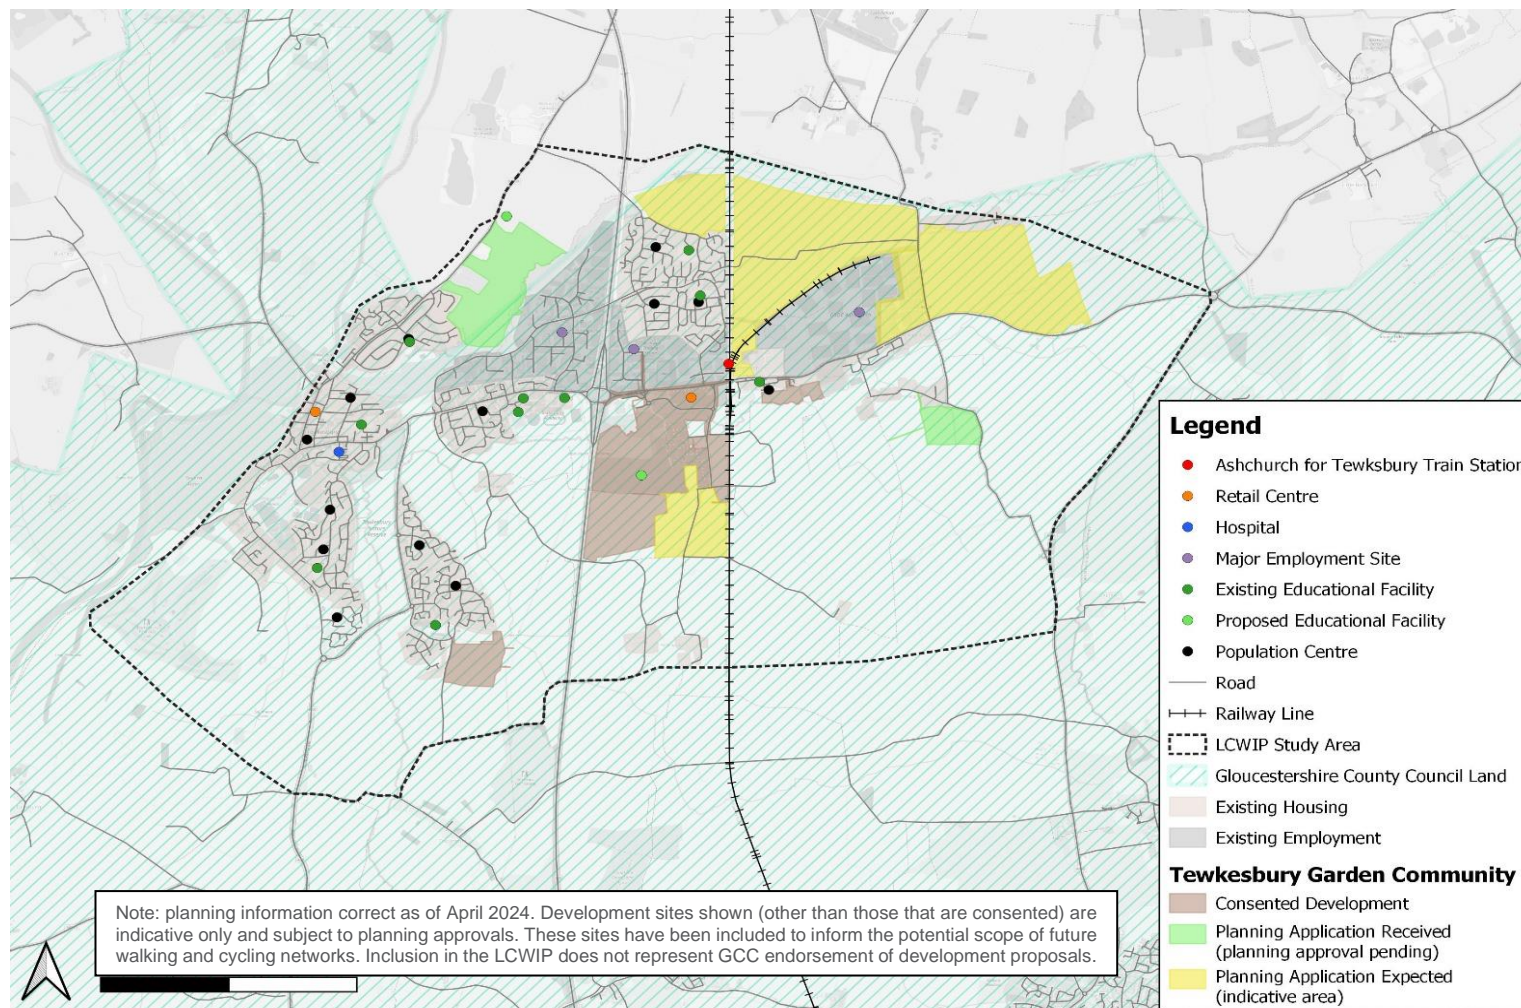 Legend
Ashchurch for Tewksbury Train Station
Retail Centre
Hospital
Major Employment Site
Existing Educational Facility
Proposed Educational Facility
Population Centre
Road
Railway Line
LCWIP Study Area
Gloucestershire County Council Land
Existing Housing
Existing Employment
Tewkesbury Garden Community
Consented Development
Planning Application Received
(planning approval pending)
Planning Application Expected
(indicative area)
Note: planning information correct as of April 2024. Development sites shown (other than those that are consented) are
indicative only and subject to planning approvals. These sites have been included to inform the potential scope of future
walking and cycling networks. Inclusion in the LCWIP does not represent GCC endorsement of development proposals.